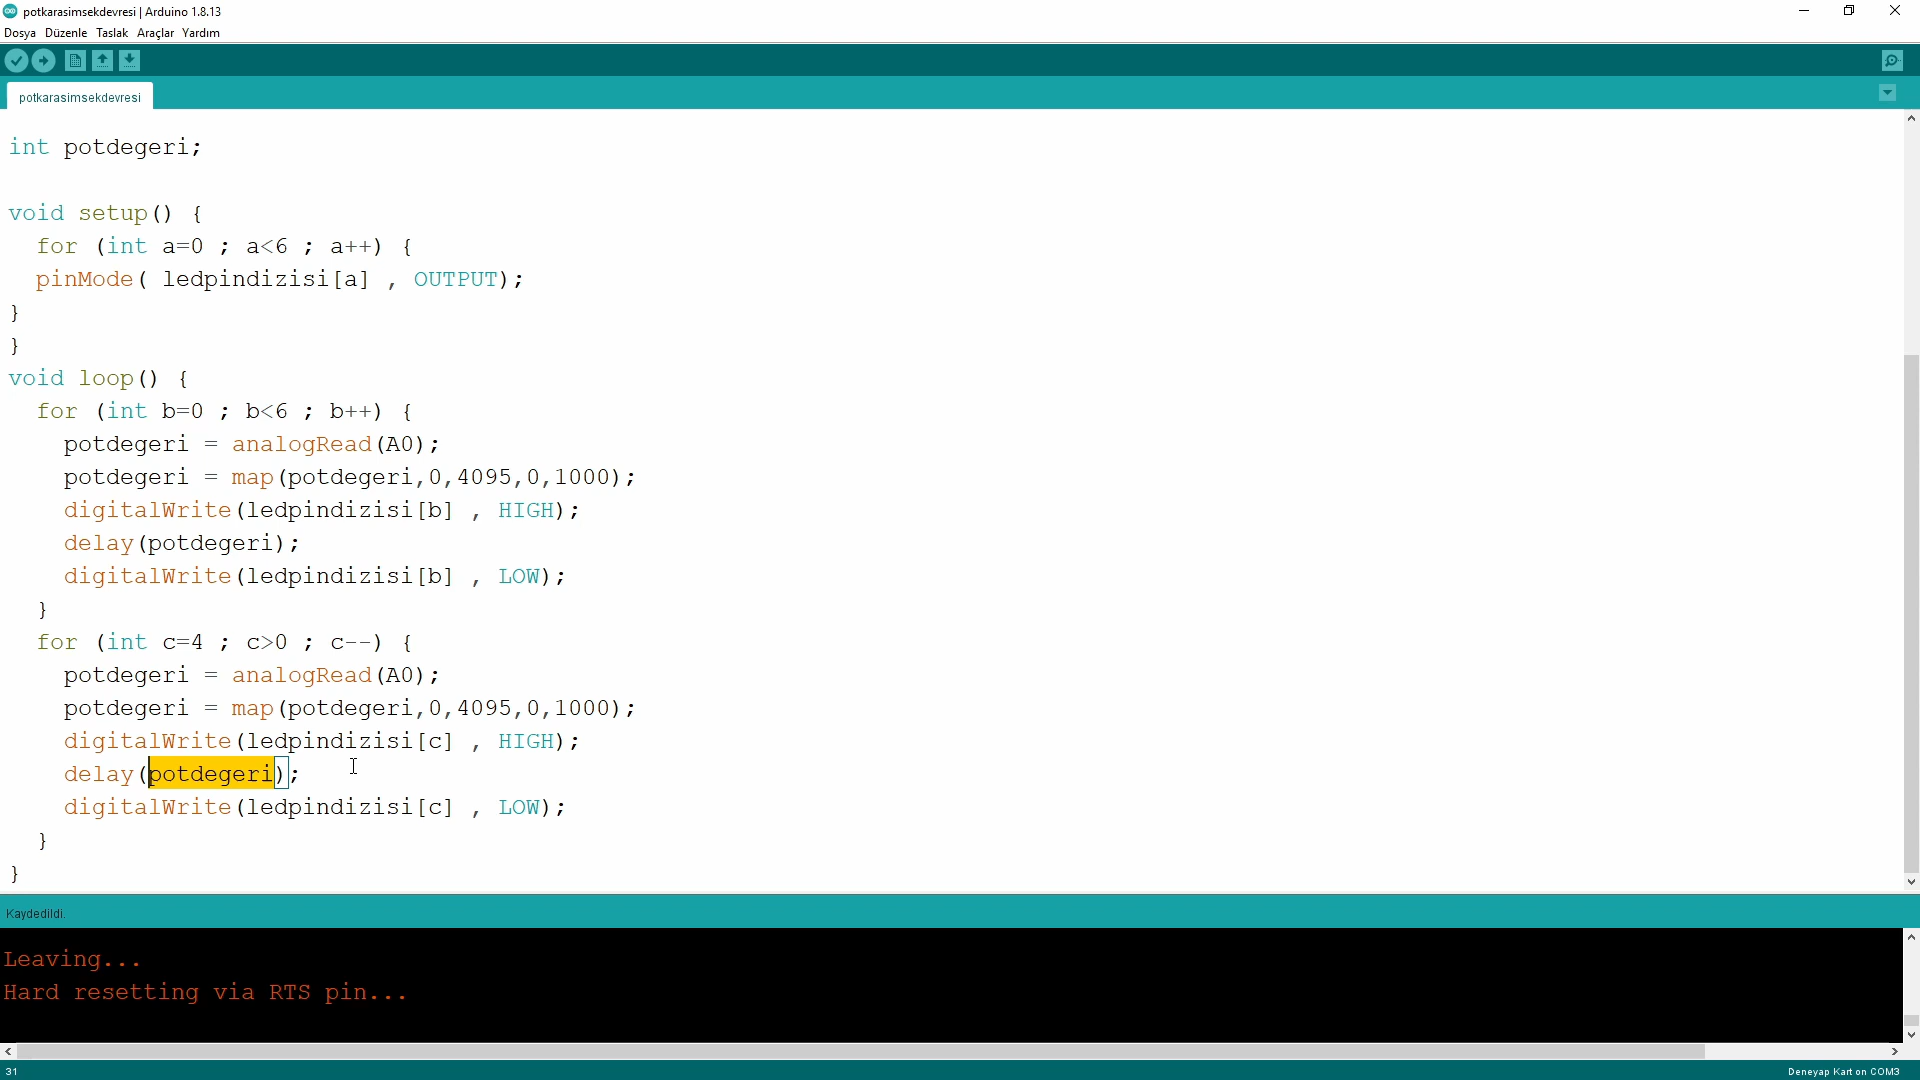 potkarasimsekdevresi | Arduino 1.8.13
Dosya Düzenle Taslak Araçlar Yardım
potkarasimsekdevresi
int potdegeri;
void setup() {
  for (int a=0 ; a<6 ; a++) {
  pinMode( ledpindizisi[a] , OUTPUT);
}
}
void loop() {
  for (int b=0 ; b<6 ; b++) {
    potdegeri = analogRead(A0);
    potdegeri = map(potdegeri,0,4095,0,1000);
    digitalWrite(ledpindizisi[b] , HIGH);
    delay(potdegeri);
    digitalWrite(ledpindizisi[b] , LOW);
  }
  for (int c=4 ; c>0 ; c--) {
    potdegeri = analogRead(A0);
    potdegeri = map(potdegeri,0,4095,0,1000);
    digitalWrite(ledpindizisi[c] , HIGH);
    delay(potdegeri);
    digitalWrite(ledpindizisi[c] , LOW);
  }
}
Kaydedildi.
Leaving...
Hard resetting via RTS pin...
31
Deneyap Kart on COM3